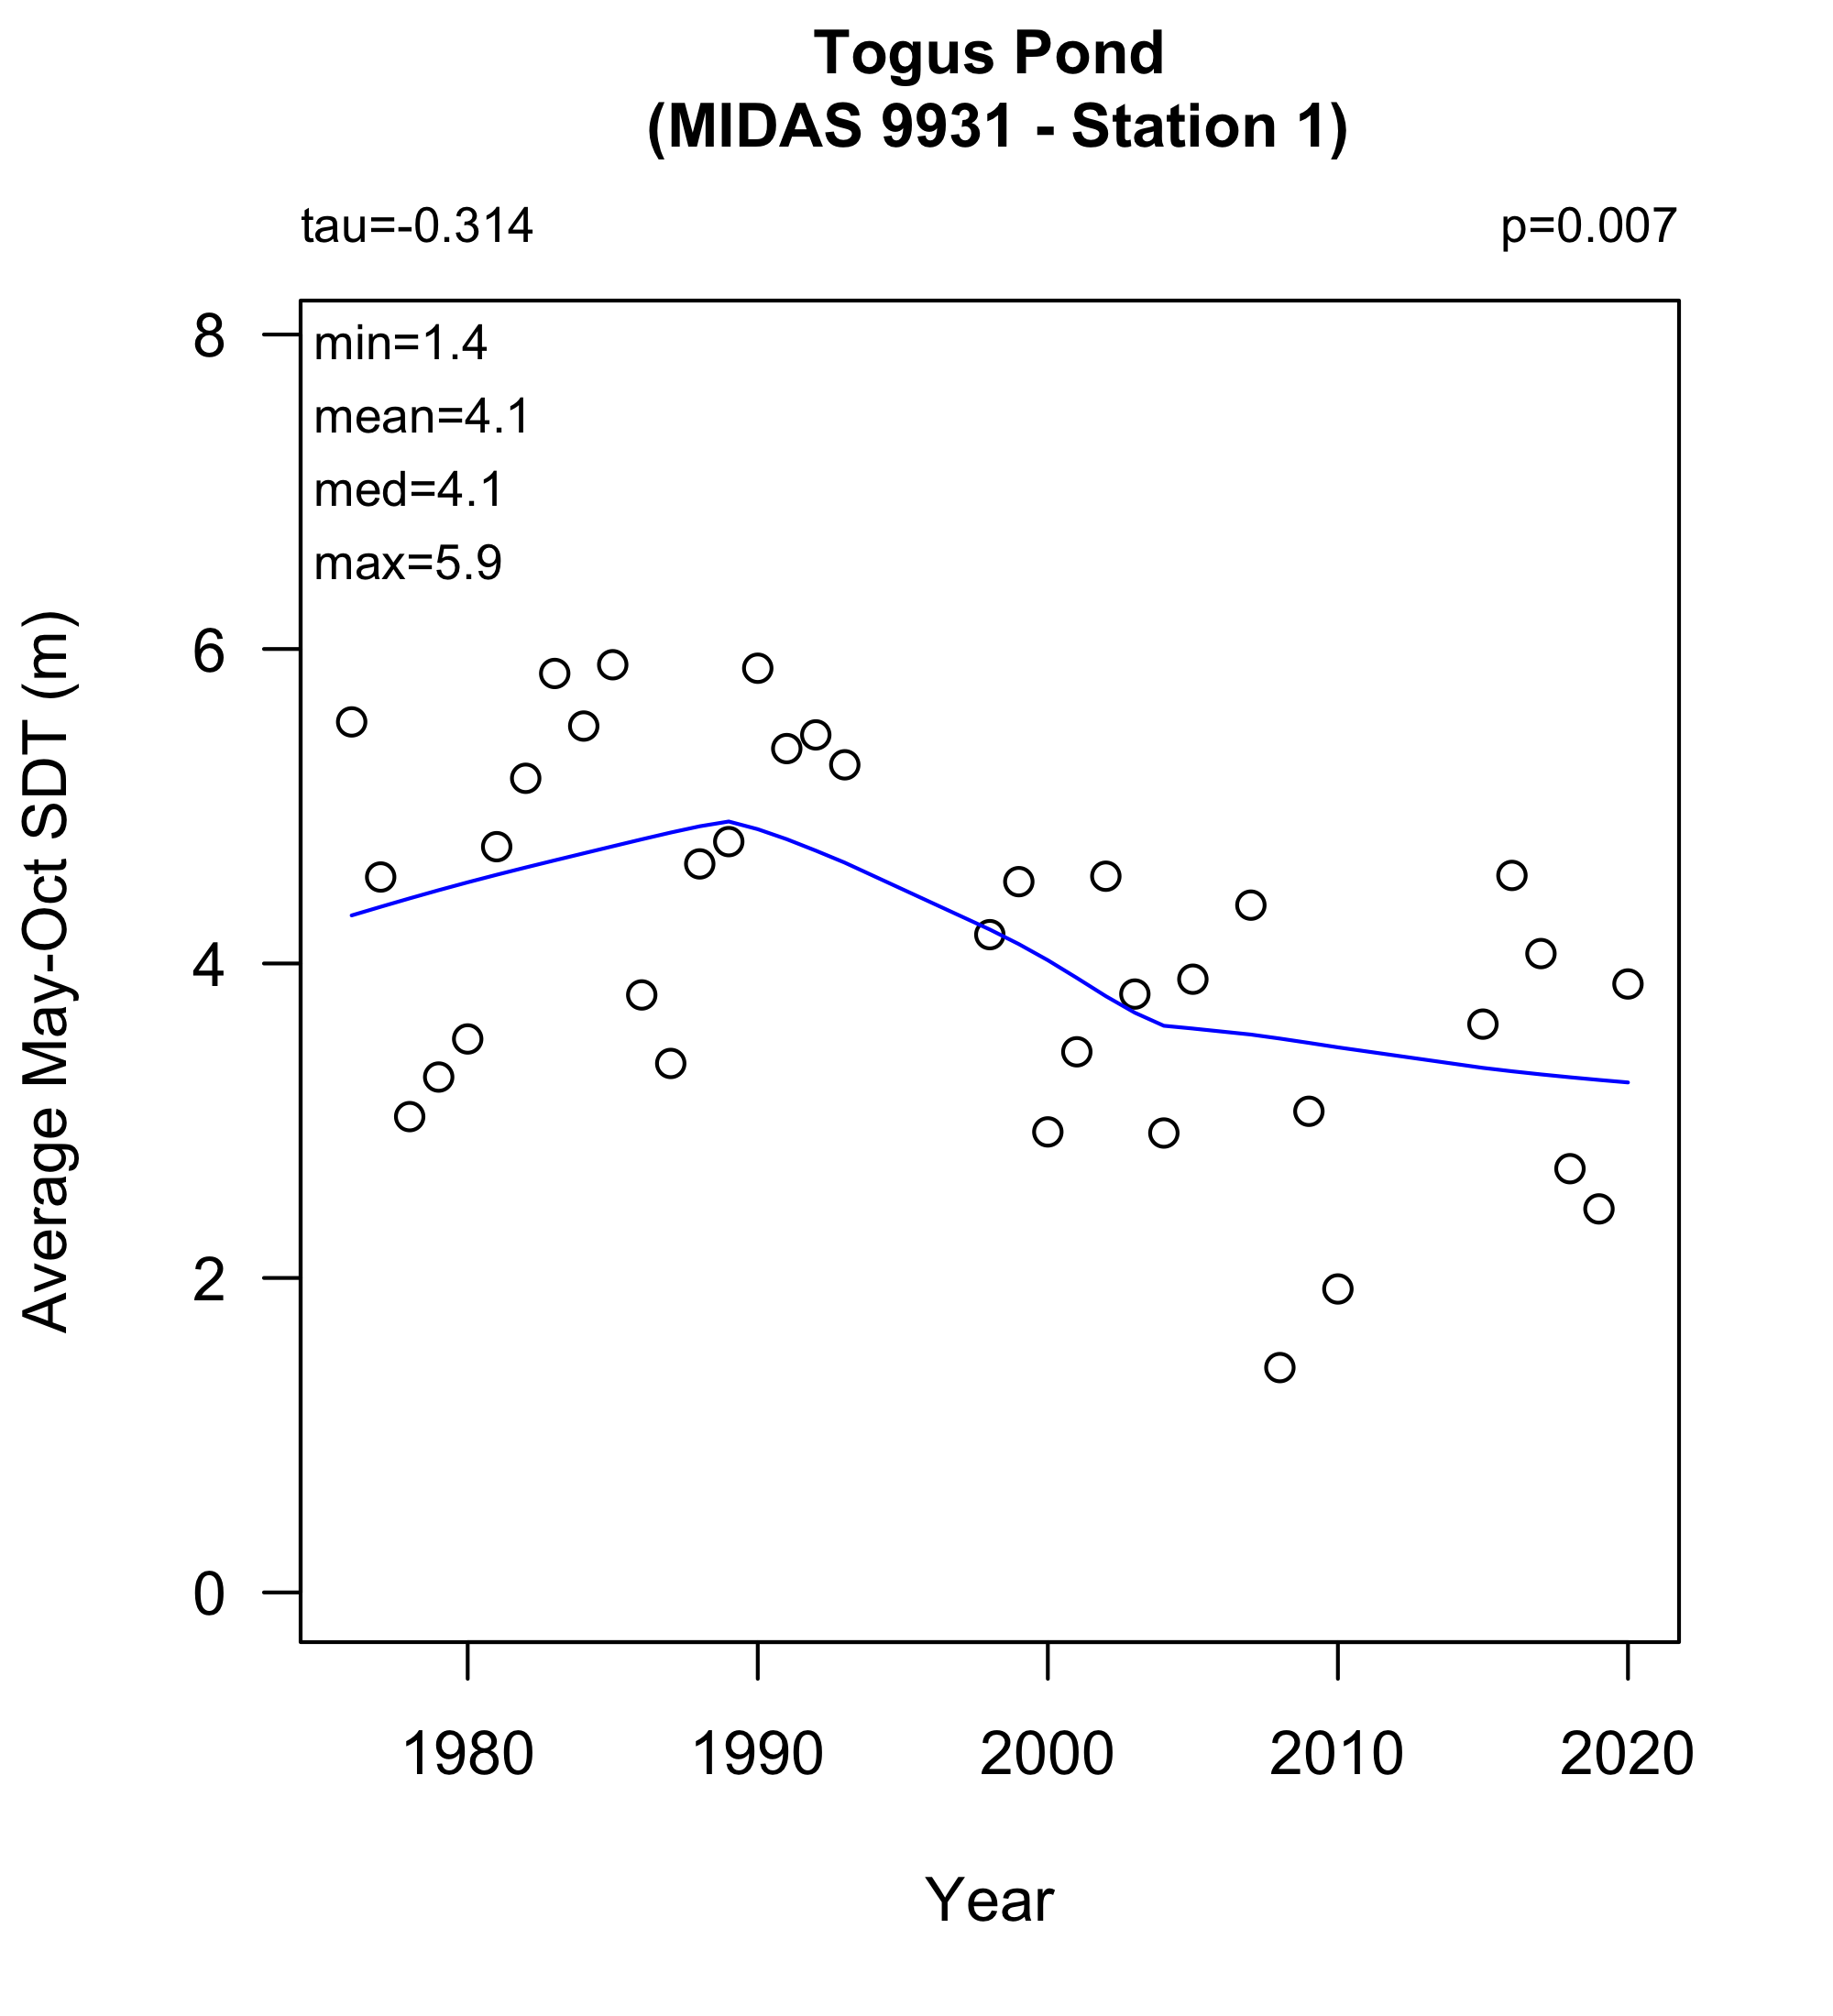 Togus Pond
(MIDAS 9931 - Station 1)
tau=-0.314
p=0.007
min=1.4
mean=4.1
med=4.1
max=5.9
Average May-Oct SDT (m)
8
6
4
2
0
1980
1990
2000
2010
2020
Year